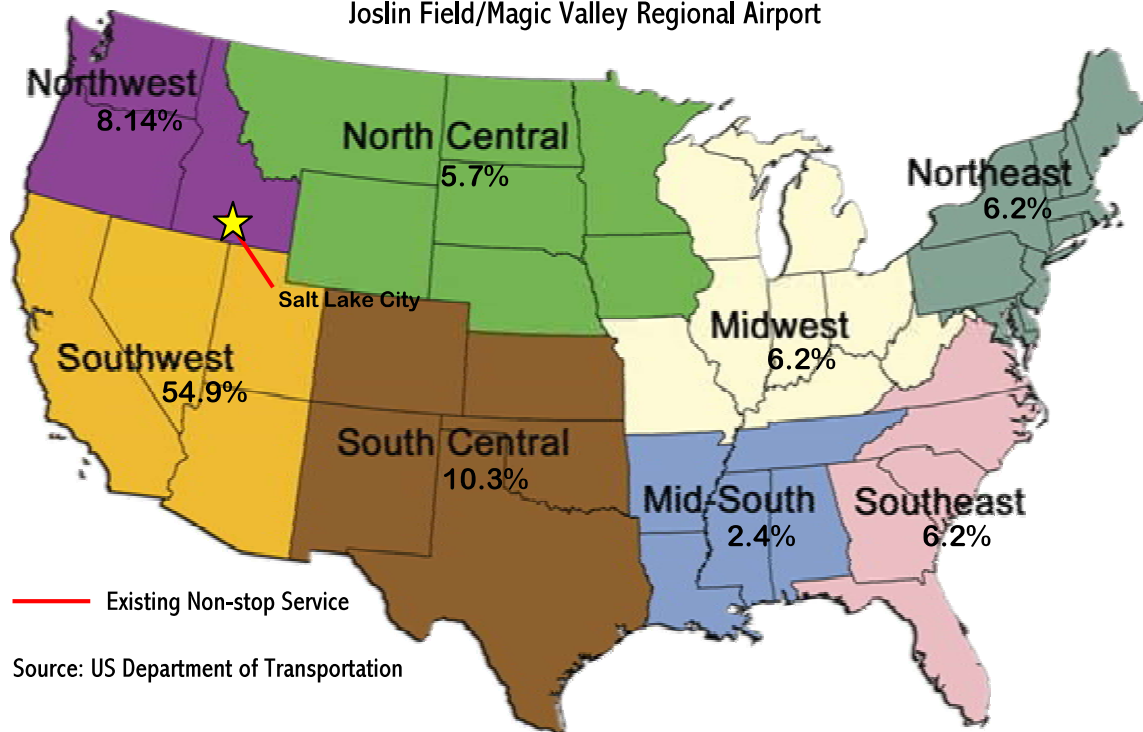 Joslin Field/Magic Valley Regional Airport
Northwest
8.14%
North Central
5.7%
Northeast
6.2%
Salt Lake City
Midwest
6.2%
Southwest
54.9%
South Central
10.3%
Mid-South
2.4%
Southeast
6.2%
Existing Non-stop Service
Source: US Department of Transportation